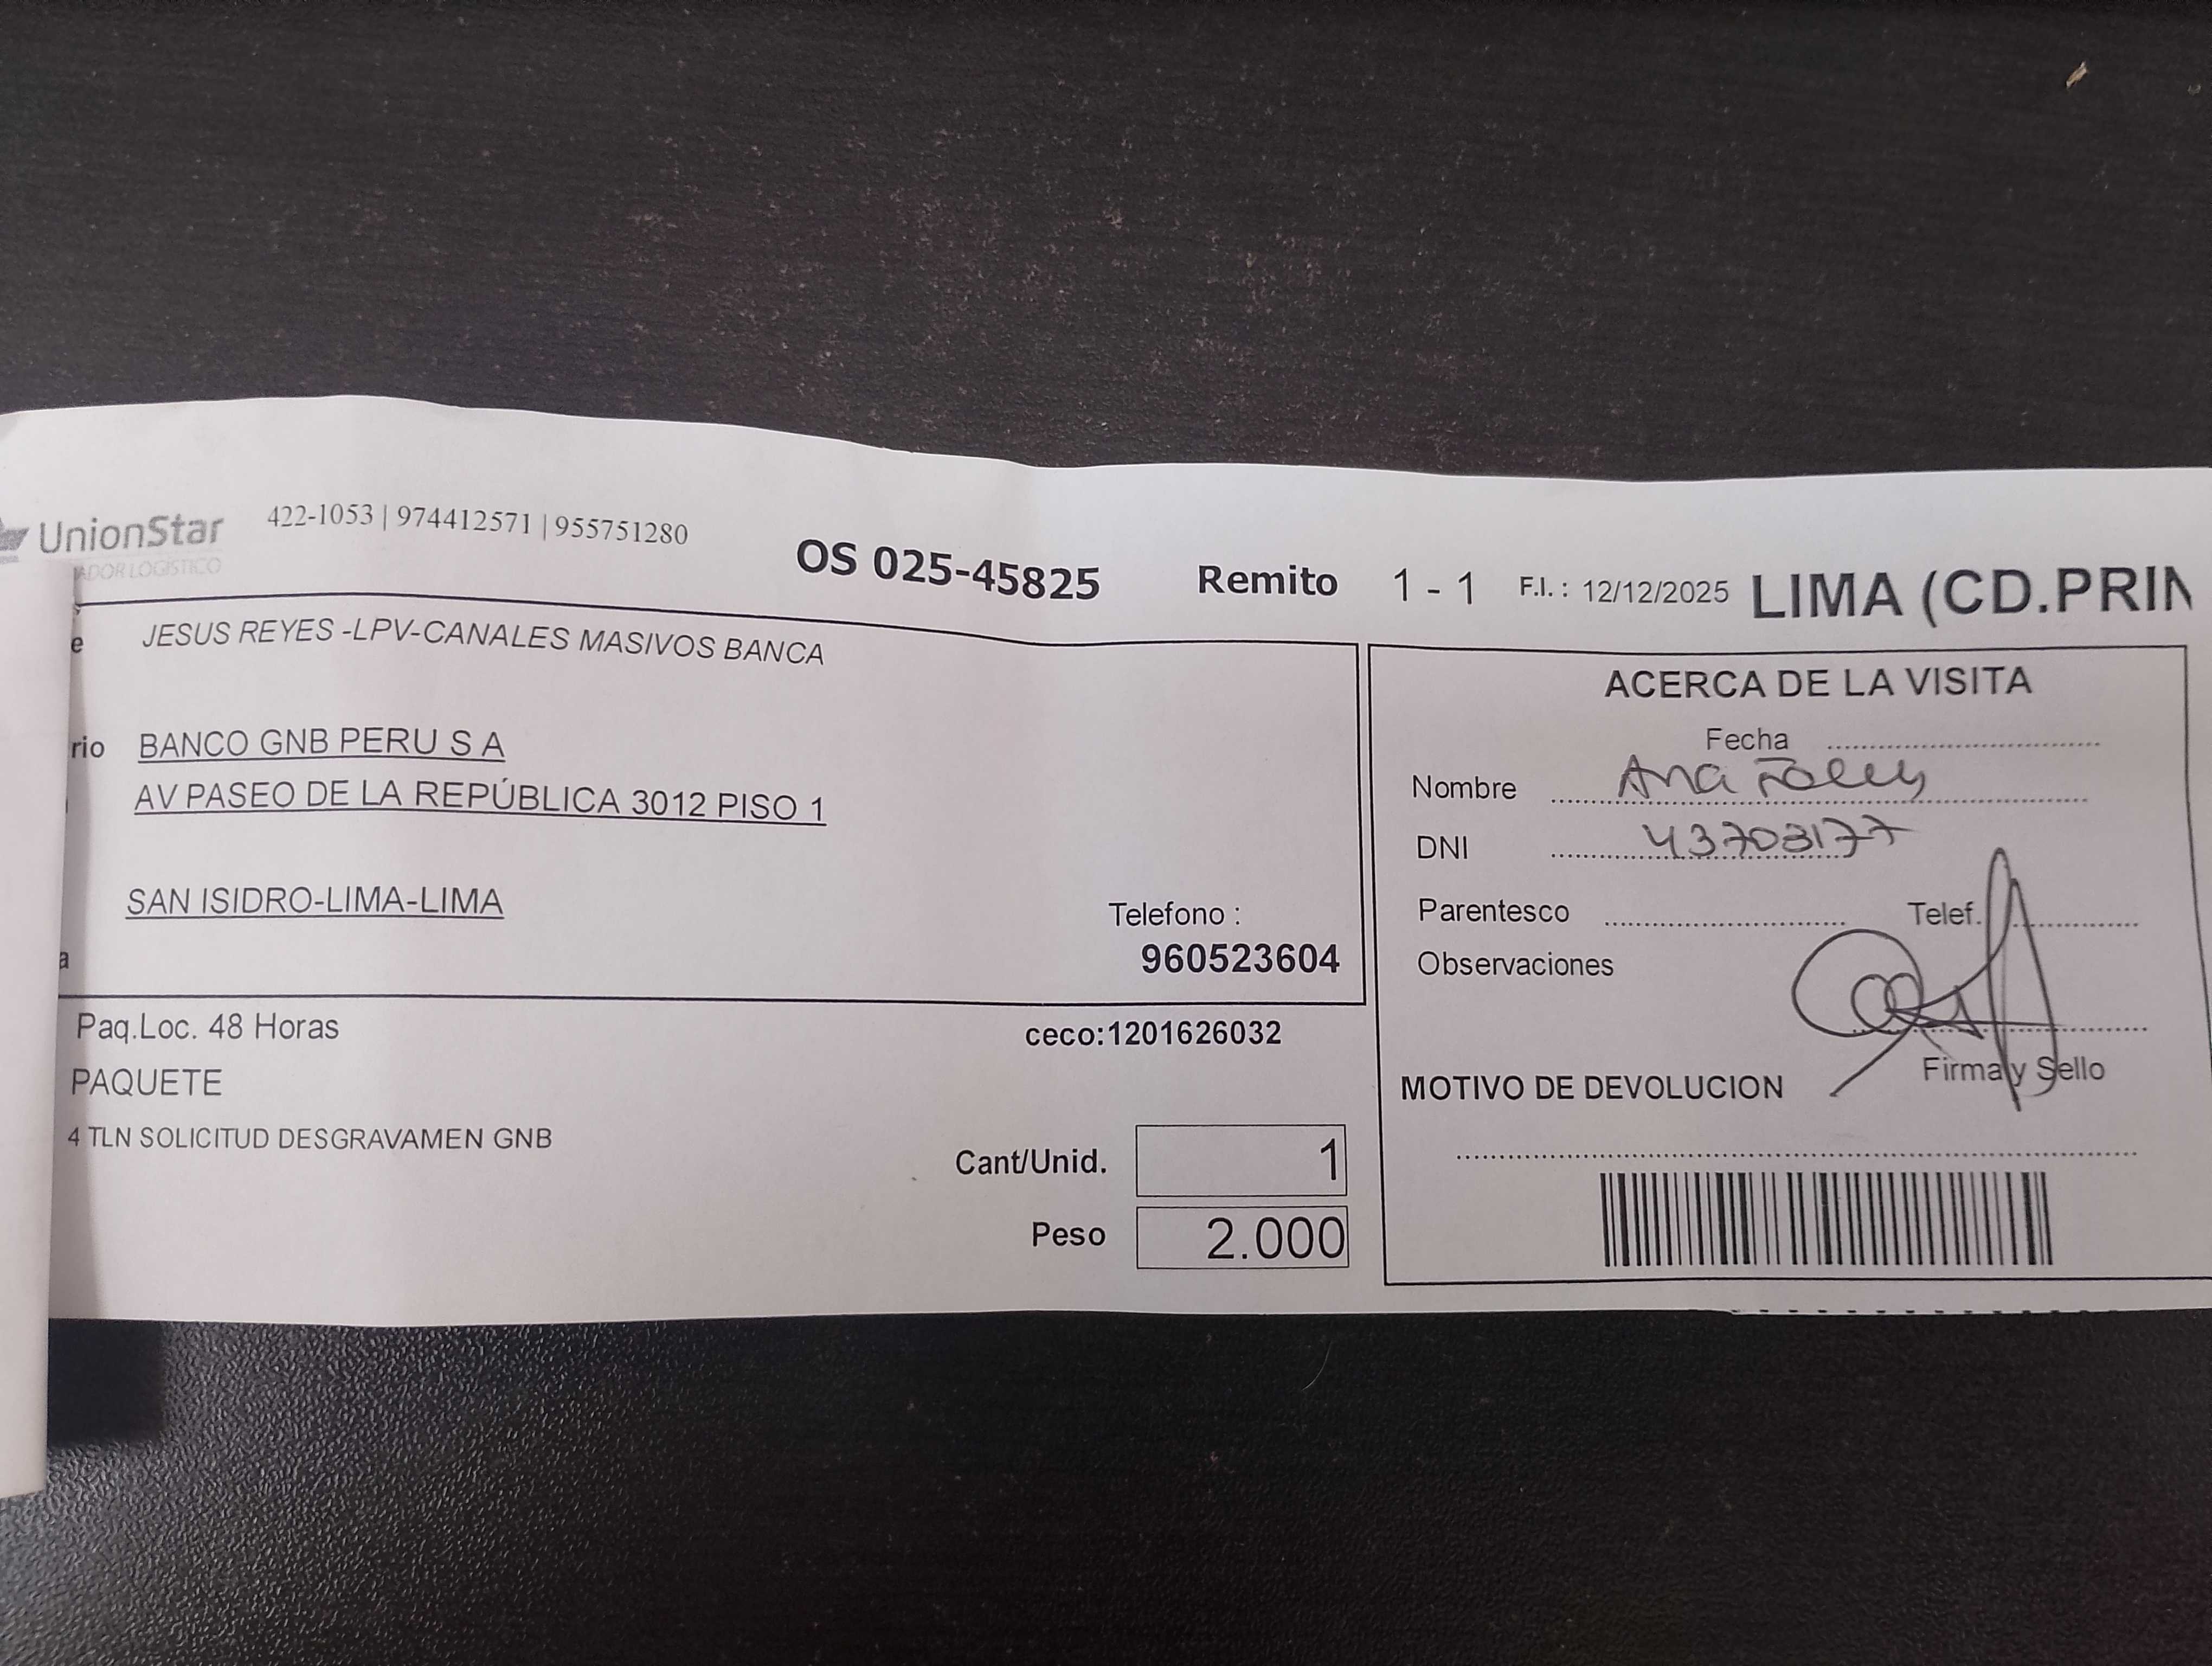 UnionStar
ADOR LOGISTICO
422-1053 | 974412571 | 955751280
OS 025-45825 Remito 1 - 1 F.I. : 12/12/2025 LIMA (CD.PRIN
e JESUS REYES -LPV-CANALES MASIVOS BANCA
rio BANCO GNB PERU S A
AV PASEO DE LA REPÚBLICA 3012 PISO 1
SAN ISIDRO-LIMA-LIMA
Telefono :
960523604
a
Paq.Loc. 48 Horas
ceco:1201626032
PAQUETE
4 TLN SOLICITUD DESGRAVAMEN GNB
Cant/Unid. 1
Peso 2.000
ACERCA DE LA VISITA
Fecha
Nombre Ana
DNI 43703177
Parentesco Telef.
Observaciones
Firma y Sello
MOTIVO DE DEVOLUCION